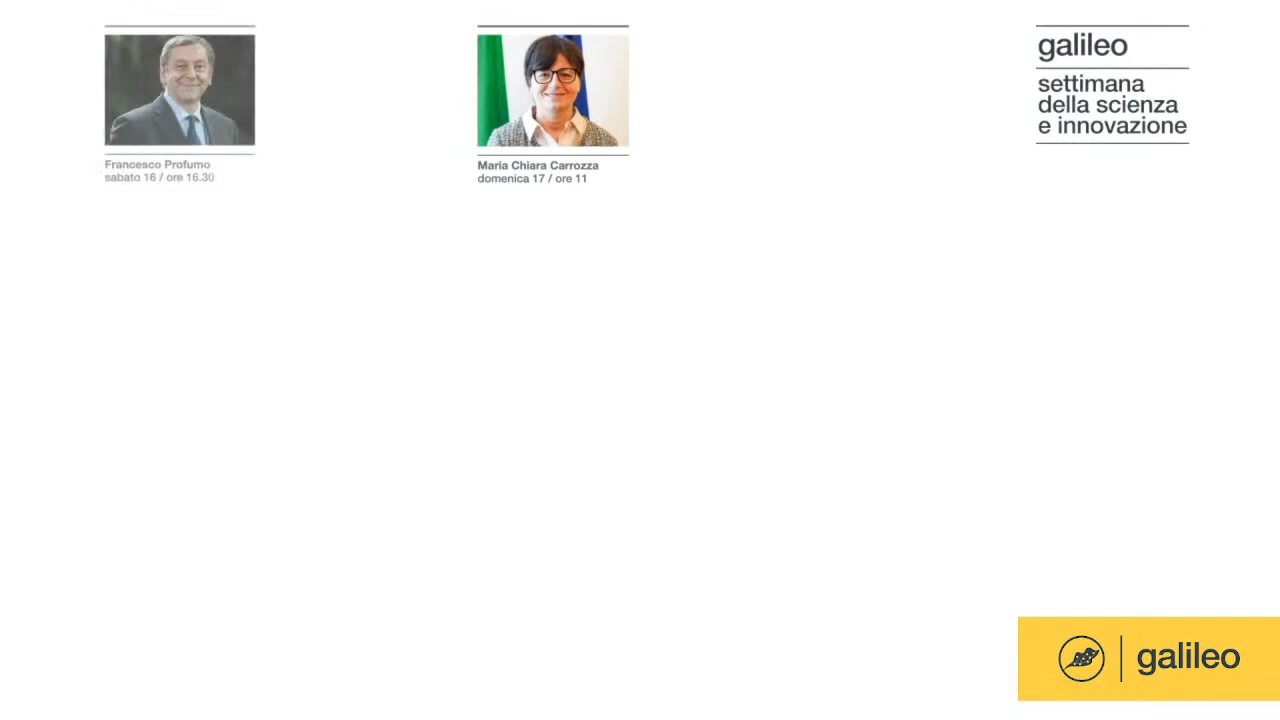 Francesco Profumo
sabato 16 / ore 16.30
Maria Chiara Carrozza
domenica 17 / ore 11
galileo
settimana
della scienza
e innovazione
galileo